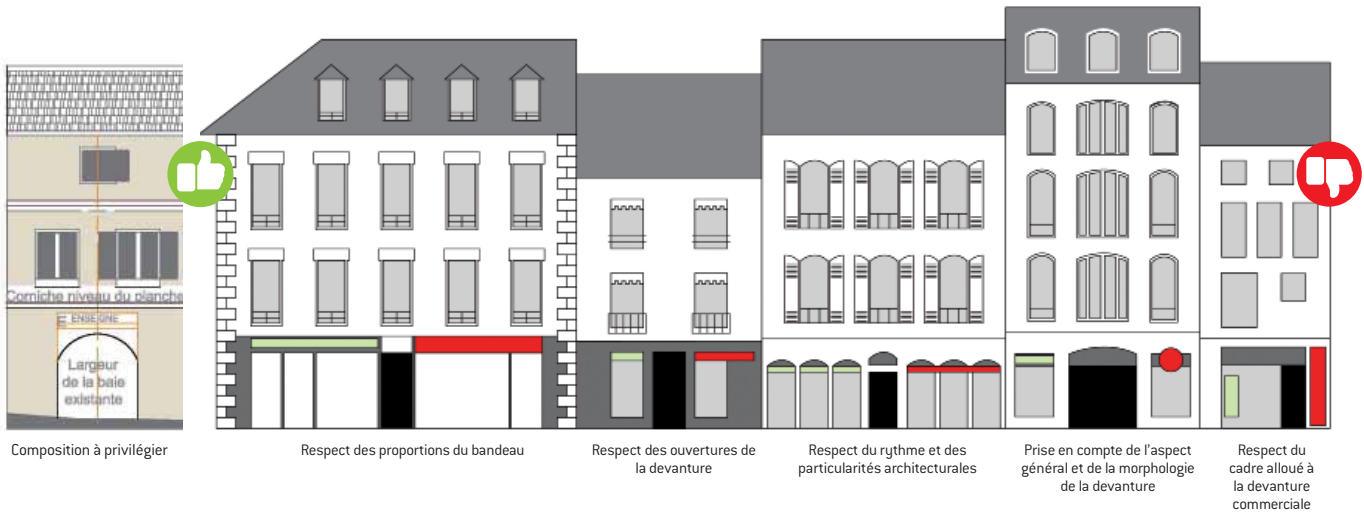 Corniche niveau du planche
ENSEIGNE
Largeur
de la baie
existante
Composition à privilégier
Respect des proportions du bandeau
Respect des ouvertures de
la devanture
Respect du rythme et des
particularités architecturales
Prise en compte de l'aspect
général et de la morphologie
de la devanture
Respect du
cadre alloué à
la devanture
commerciale